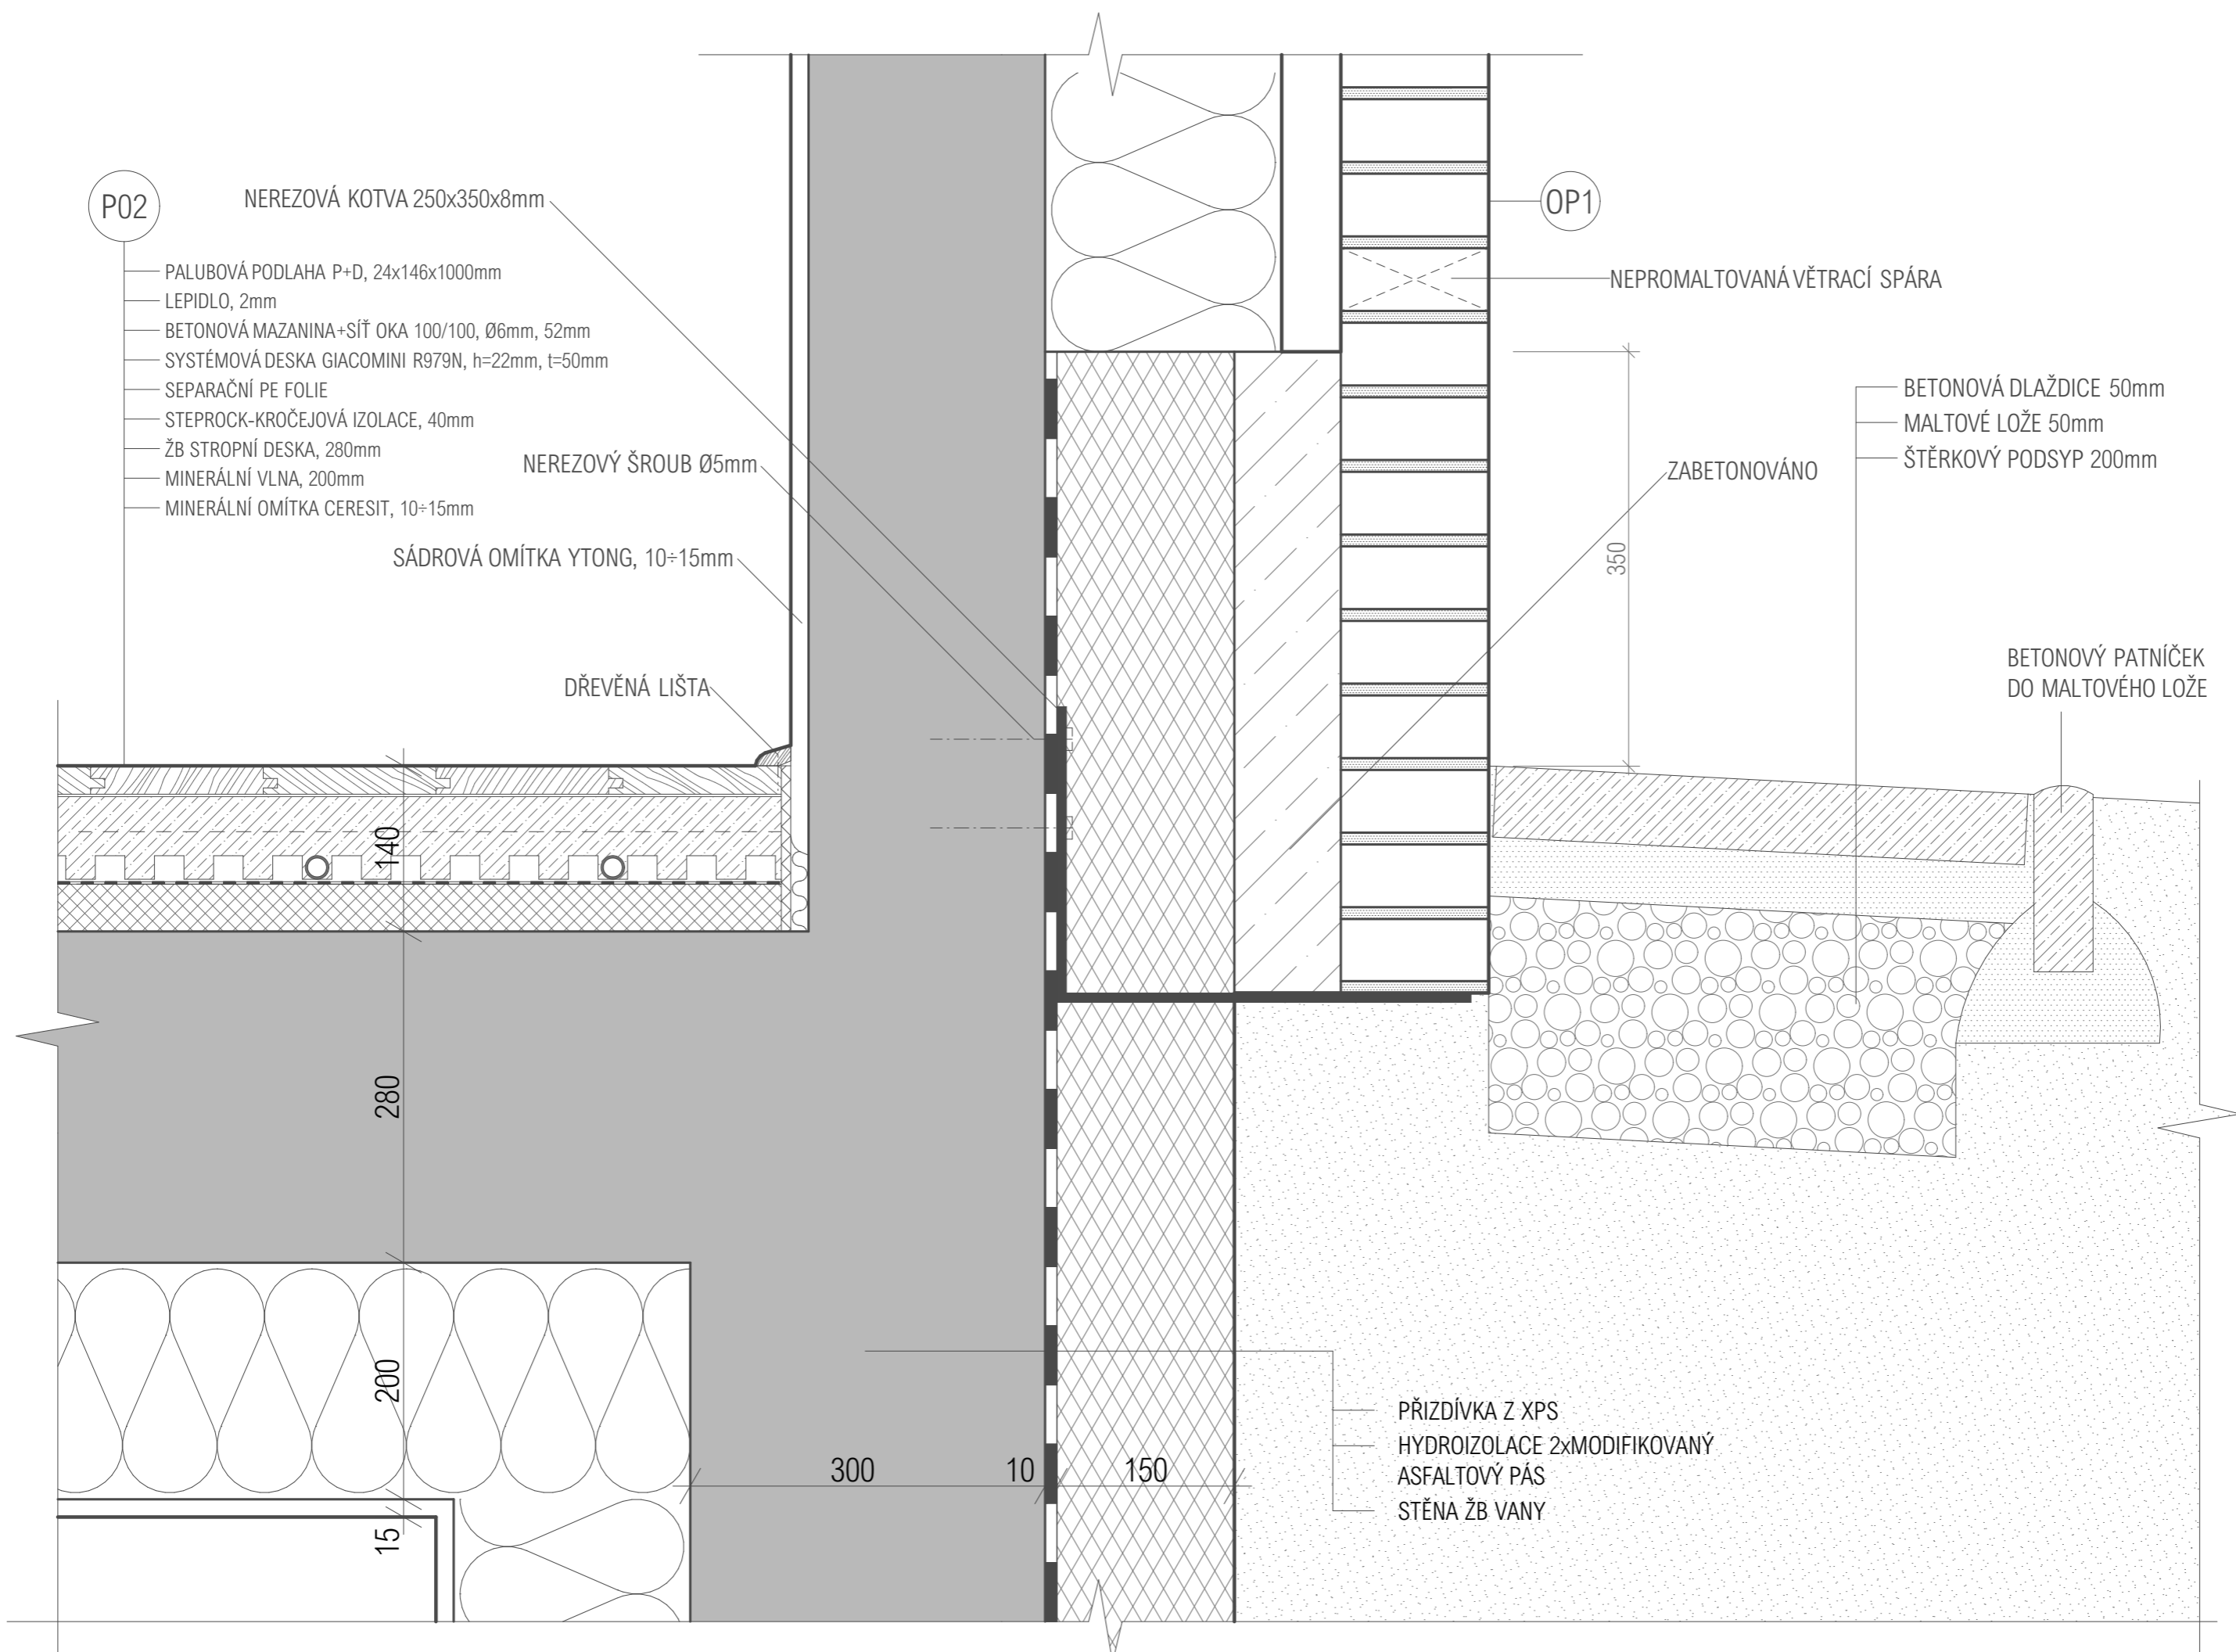 P02
NEREZOVÁ KOTVA 250x350x8mm
OP1
PALUBOVÁ PODLAHA P+D, 24x146x1000mm
LEPIDLO, 2mm
BETONOVÁ MAZANINA+SÍŤ OKA 100/100, Ø6mm, 52mm
SYSTÉMOVÁ DESKA GIACOMINI R979N, h=22mm, t=50mm
SEPARAČNÍ PE FOLIE
STEPROCK-KROČEJOVÁ IZOLACE, 40mm
ŽB STROPNÍ DESKA, 280mm
MINERÁLNÍ VLNA, 200mm
MINERÁLNÍ OMÍTKA CERESIT, 10÷15mm
NEPROMALTOVANÁ VĚTRACÍ SPÁRA
BETONOVÁ DLAŽDICE 50mm
MALTOVÉ LOŽE 50mm
ŠTĚRKOVÝ PODSYP 200mm
NEREZOVÝ ŠROUB Ø5mm
ZABETONOVÁNO
SÁDROVÁ OMÍTKA YTONG, 10÷15mm
350
BETONOVÝ PATNÍČEK
DO MALTOVÉHO LOŽE
DŘEVĚNÁ LIŠTA
140
280
200
15
300
10
150
PŘIZDÍVKA Z XPS
HYDROIZOLACE 2xMODIFIKOVANÝ
ASFALTOVÝ PÁS
STĚNA ŽB VANY